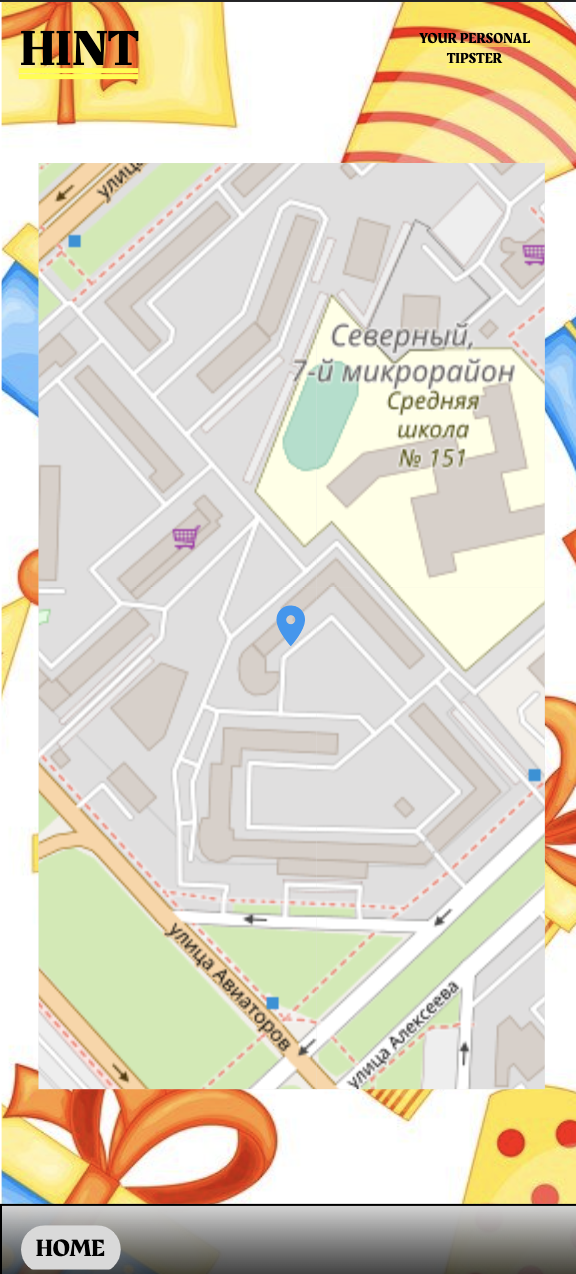 HINT
YOUR PERSONAL
TIPSTER
улица
Северный,
7-й микрорайон
Средняя
школа
№ 151
улица Авиаторов
улица Алексеева
HOME